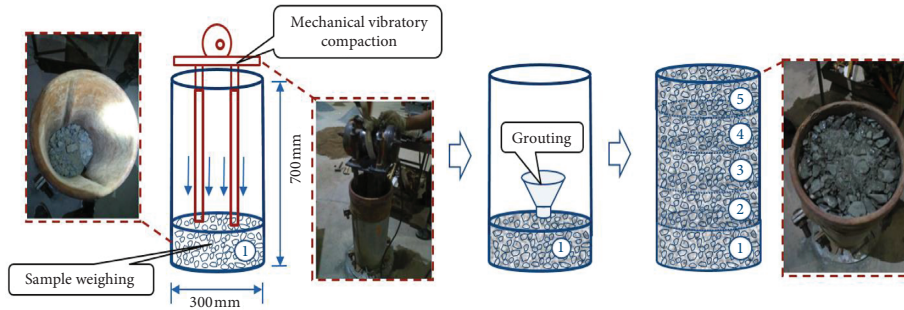 Mechanical vibratory
compaction
700 mm
1
Sample weighing
300 mm
Grouting
1
5
4
3
2
1